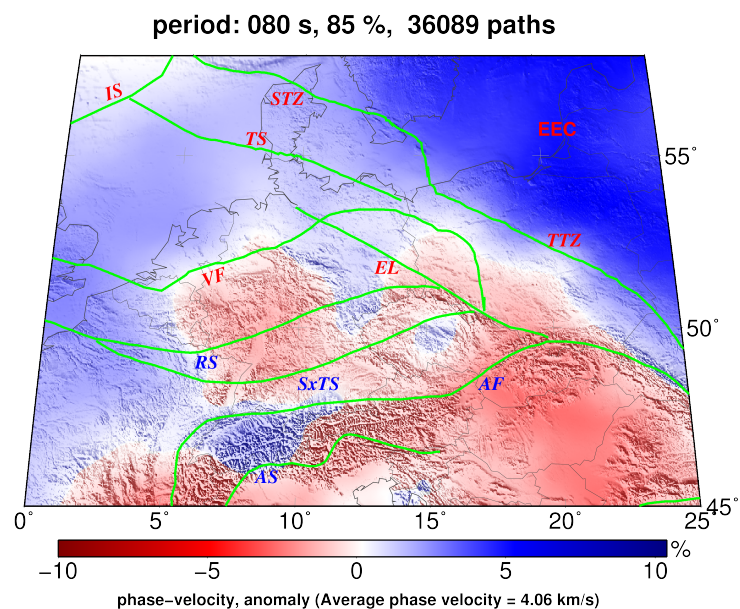 period: 080 s, 85 %, 36089 paths
IS
STZ
EEC
TS
55°
TTZ
VF
EL
50°
RS
SxTS
AF
AS
45°
0°
5°
10°
15°
20°
25°
−10
−5
0
5
10
%
phase−velocity, anomaly (Average phase velocity = 4.06 km/s)